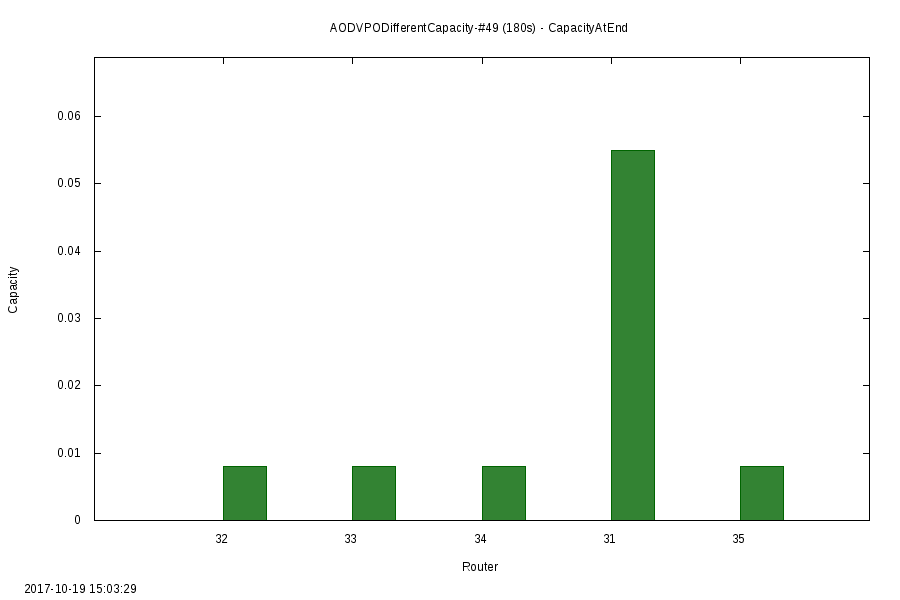 AODVPODifferentCapacity-#49 (180s) - CapacityAtEnd
0.06
0.05
0.04
0.03
0.02
0.01
0
Capacity
32 33 34 31 35
Router
2017-10-19 15:03:29